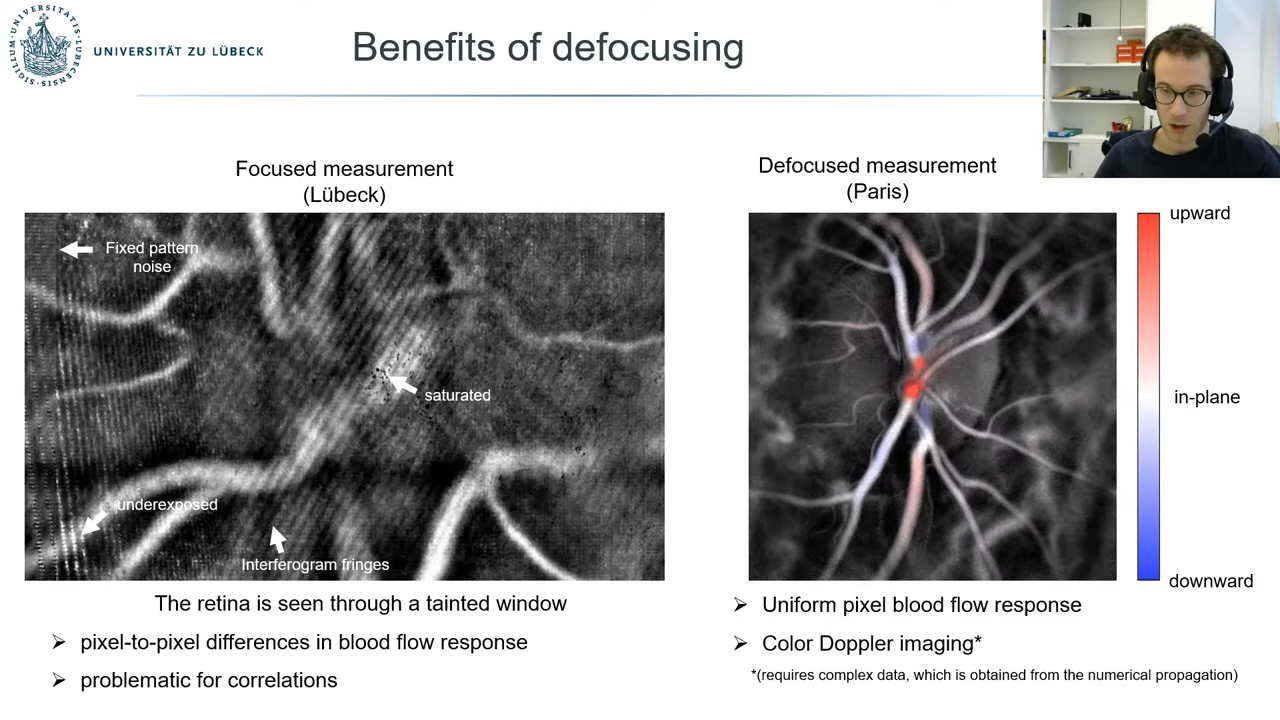 UNIVERSITÄT ZU LÜBECK
Benefits of defocusing
Focused measurement
(Lübeck)
Fixed pattern
noise
saturated
underexposed
Interferogram fringes
The retina is seen through a tainted window
➢ pixel-to-pixel differences in blood flow response
➢ problematic for correlations
Defocused measurement
(Paris)
upward
in-plane
downward
➢ Uniform pixel blood flow response
➢ Color Doppler imaging*
*(requires complex data, which is obtained from the numerical propagation)